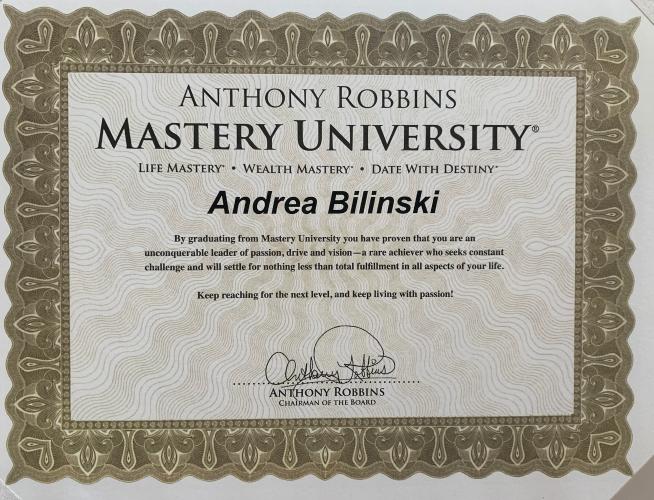 ANTHONY ROBBINS
MASTERY UNIVERSITY®
LIFE MASTERY™ • WEALTH MASTERY™ • DATE WITH DESTINY™
Andrea Bilinski
By graduating from Mastery University you have proven that you are an
unconquerable leader of passion, drive and vision—a rare achiever who seeks constant
challenge and will settle for nothing less than total fulfillment in all aspects of your life.
Keep reaching for the next level, and keep living with passion!
Anthony Robbins
ANTHONY ROBBINS
CHAIRMAN OF THE BOARD